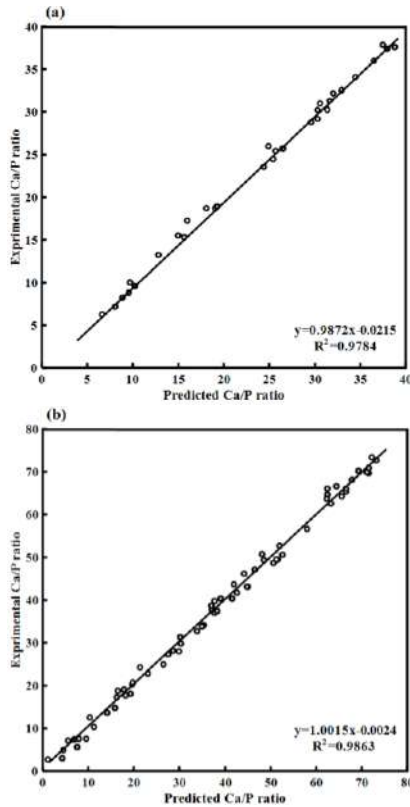 (a)
40
35
30
25
20
15
10
5
0
Exprimental Ca/P ratio
y=0.9872x-0.0215
R²=0.9784
0 5 10 15 20 25 30 35 40
Predicted Ca/P ratio
(b)
80
70
60
50
40
30
20
10
0
Exprimental Ca/P ratio
y=1.0015x-0.0024
R²=0.9863
0 10 20 30 40 50 60 70 80
Predicted Ca/P ratio